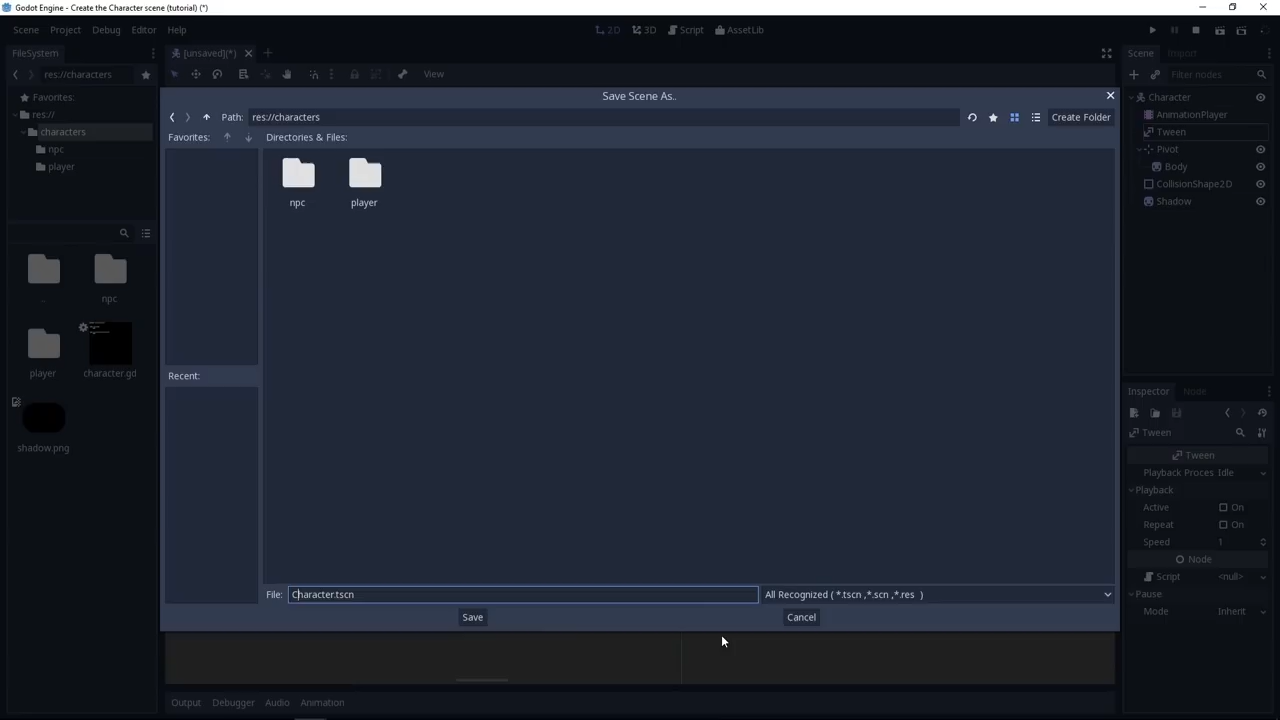 Godot Engine - Create the Character scene (tutorial) (*)
Scene Project Debug Editor Help
2D 3D Script AssetLib
FileSystem
[unsaved](*)
Scene Import
res://characters
View
Filter nodes
Favorites:
res://
characters
npc
player
npc
player
character.gd
shadow.png
Save Scene As..
Path: res://characters
Create Folder
Favorites:
Directories & Files:
npc
player
Recent:
File: Character.tscn
All Recognized ( *.tscn ,*.scn ,*.res )
Save
Cancel
Character
AnimationPlayer
Tween
Pivot
Body
CollisionShape2D
Shadow
Inspector Node
Tween
Tween
Playback Proces: Idle
Playback
Active On
Repeat On
Speed 1
Node
Script <null>
Pause
Mode Inherit
Output Debugger Audio Animation